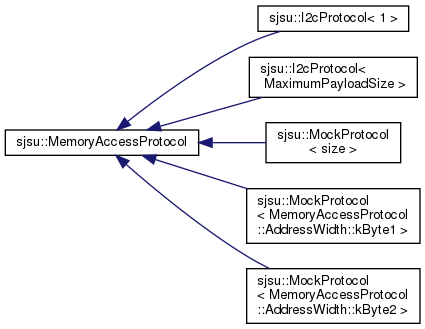 sjsu::I2cProtocol< 1 >
sjsu::I2cProtocol<
MaximumPayloadSize >
sjsu::MemoryAccessProtocol
sjsu::MockProtocol
< size >
sjsu::MockProtocol
< MemoryAccessProtocol
::AddressWidth::kByte1 >
sjsu::MockProtocol
< MemoryAccessProtocol
::AddressWidth::kByte2 >